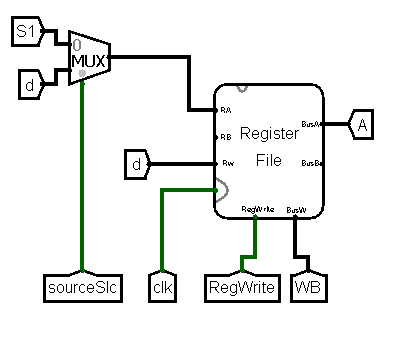 S1
0
MUX
d
RA
BusA
A
RB
Register
File
d
Rw
BusB
RegWrite
BusW
sourceSlc
clk
RegWrite
WB